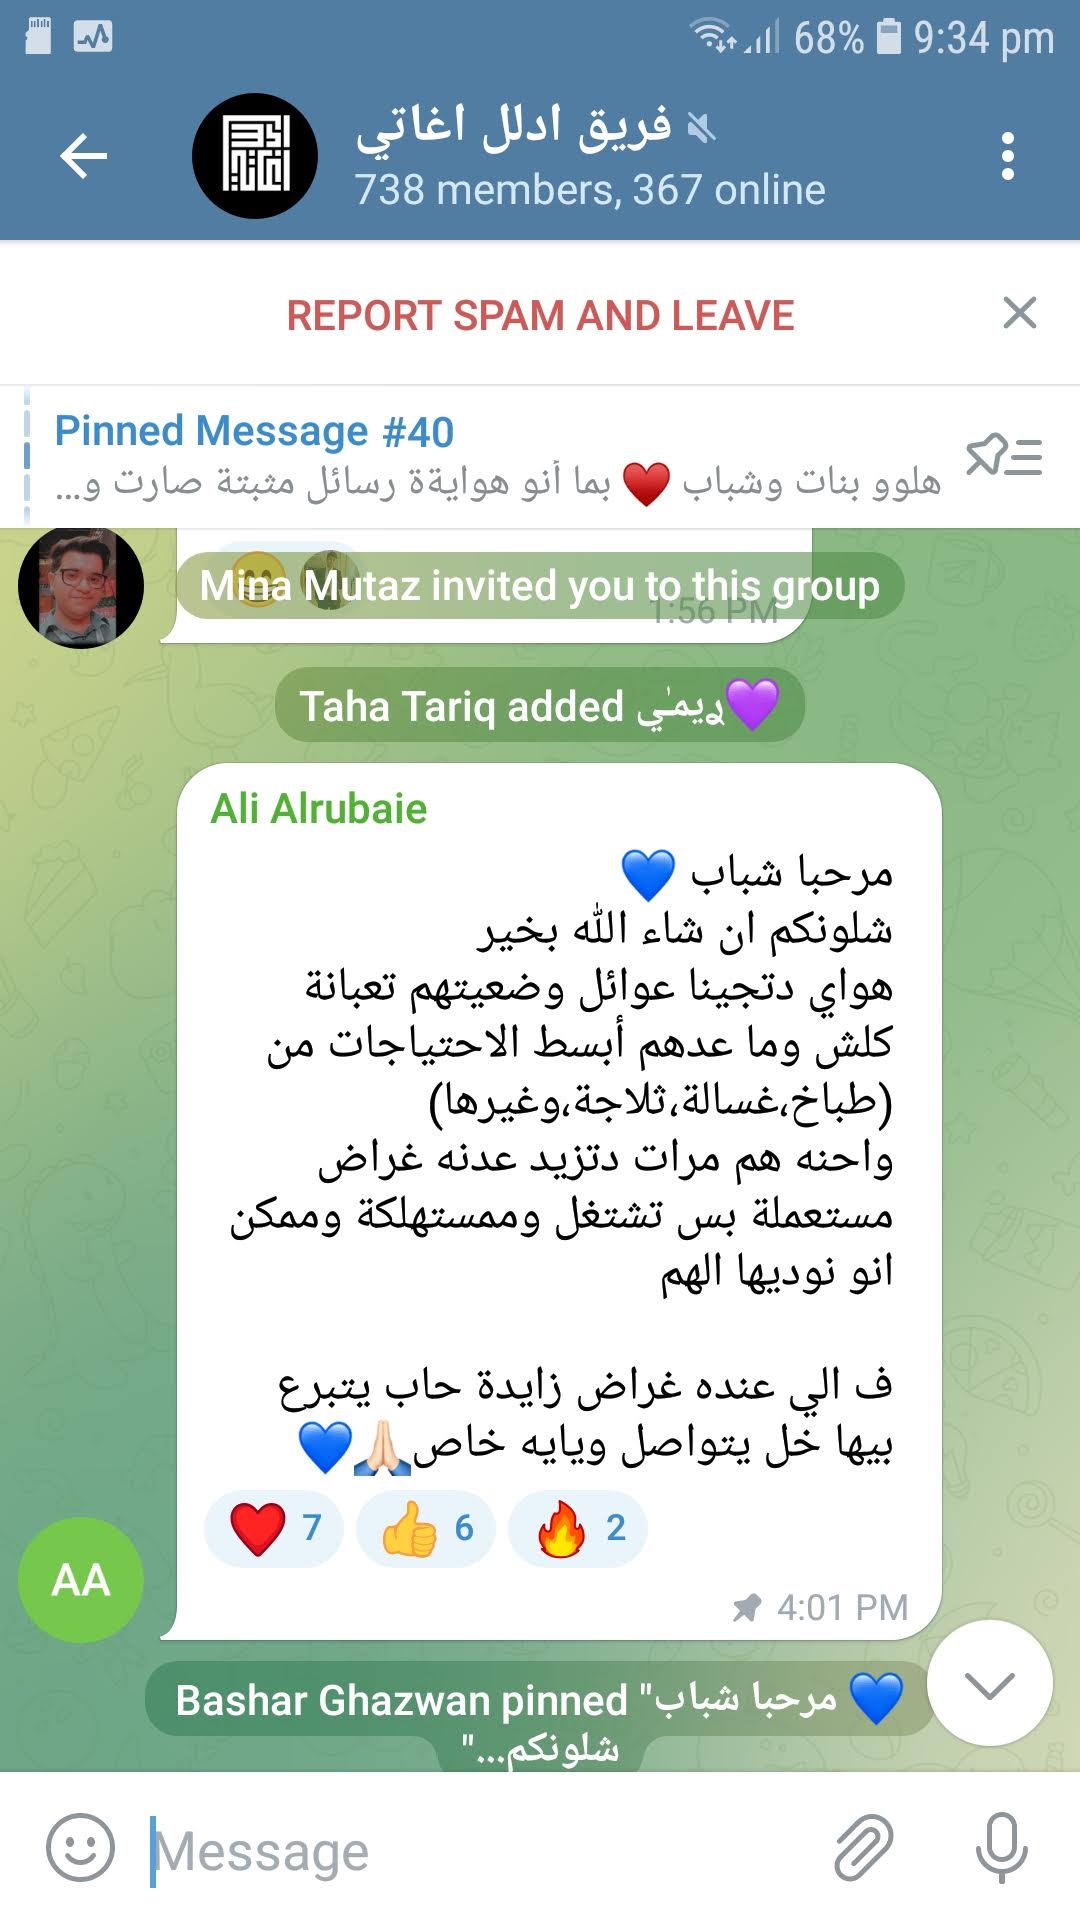 68% 9:34 pm
فريق ادلل اغاتي
738 members, 367 online
REPORT SPAM AND LEAVE
Pinned Message #40
هلوو بنات وشباب ♥️ بما أنو هوايةة رسائل مثبتة صارت و...
Mina Mutaz invited you to this group
1:56 PM
Taha Tariq added ࢪيمـٰي💜
Ali Alrubaie
مرحبا شباب 💙
شلونكم ان شاء الله بخير
هواي دتجينا عوائل وضعيتهم تعبانة
كلش وما عدهم أبسط الاحتياجات من
(طباخ،غسالة،ثلاجة،وغيرها)
واحنه هم مرات دتزيد عدنه غراض
مستعملة بس تشتغل وممستهلكة وممكن
انو نوديها الهم
ف الي عنده غراض زايدة حاب يتبرع
بيها خل يتواصل ويايه خاص🙏🏻💙
❤️ 7 👍 6 🔥 2
4:01 PM
AA
Bashar Ghazwan pinned "مرحبا شباب 💙
شلونكم..."
Message